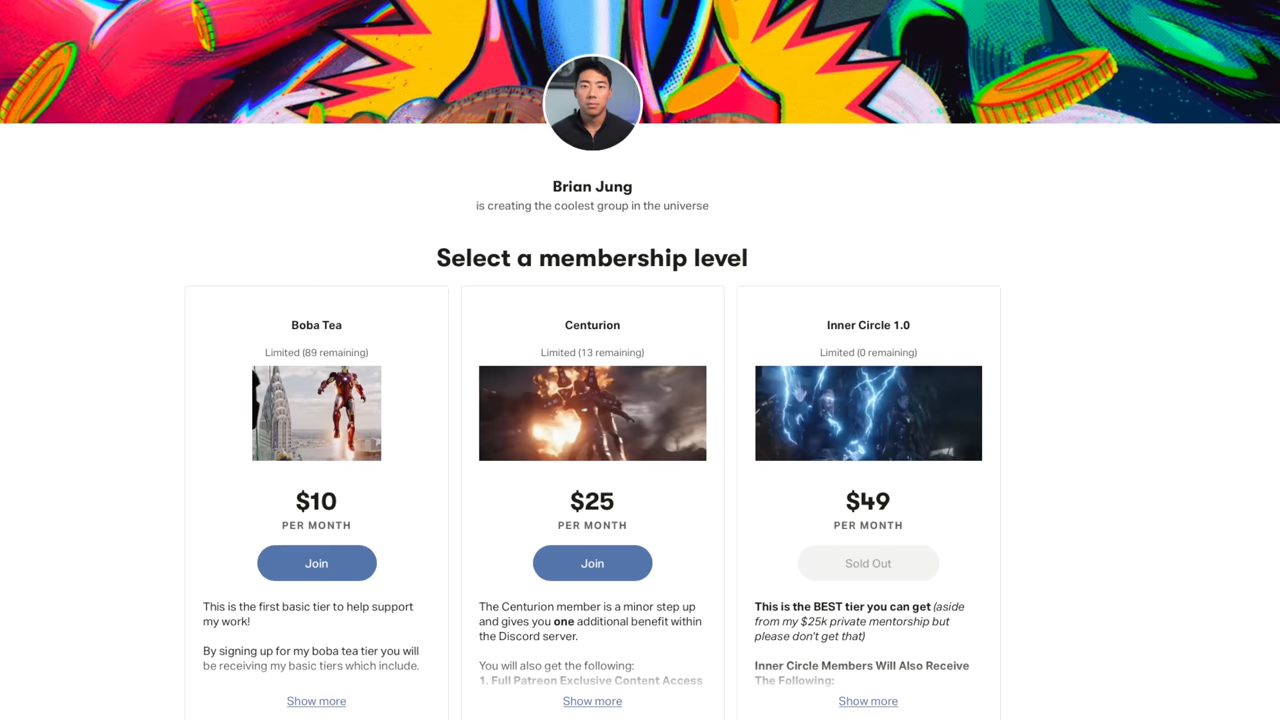 Brian Jung
is creating the coolest group in the universe
Select a membership level
Boba Tea
Limited (89 remaining)
$10
PER MONTH
Join
This is the first basic tier to help support
my work!
By signing up for my boba tea tier you will
be receiving my basic tiers which include.
Show more
Centurion
Limited (13 remaining)
$25
PER MONTH
Join
The Centurion member is a minor step up
and gives you one additional benefit within
the Discord server.
You will also get the following:
1. Full Patreon Exclusive Content Access
Show more
Inner Circle 1.0
Limited (0 remaining)
$49
PER MONTH
Sold Out
This is the BEST tier you can get (aside
from my $25k private mentorship but
please don't get that)
Inner Circle Members Will Also Receive
The Following:
Show more